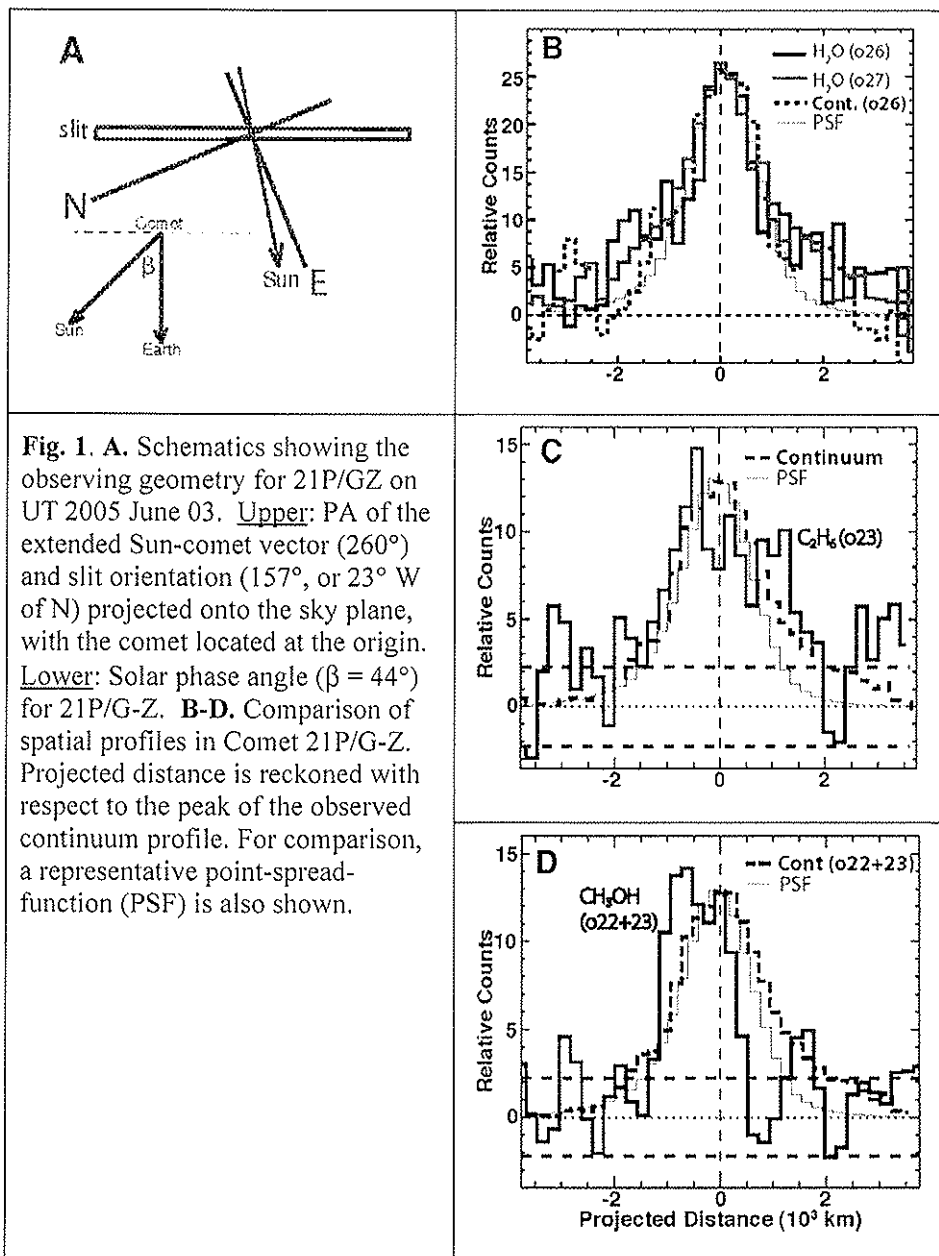 A
slit
N
Comet
β
Sun
E
Sun
Earth
B
H₂O (o26)
H₂O (o27)
Cont. (o26)
PSF
25
20
15
10
5
0
Relative Counts
-2 0 2
Fig. 1. A. Schematics showing the
observing geometry for 21P/GZ on
UT 2005 June 03. Upper: PA of the
extended Sun-comet vector (260°)
and slit orientation (157°, or 23° W
of N) projected onto the sky plane,
with the comet located at the origin.
Lower: Solar phase angle (β = 44°)
for 21P/G-Z. B-D. Comparison of
spatial profiles in Comet 21P/G-Z.
Projected distance is reckoned with
respect to the peak of the observed
continuum profile. For comparison,
a representative point-spread-
function (PSF) is also shown.
C
Continuum
PSF
C₂H₆ (o23)
15
10
5
0
Relative Counts
-2 0 2
D
Cont (o22+23)
PSF
CH₃OH
(o22+23)
15
10
5
0
Relative Counts
-2 0 2
Projected Distance (10³ km)